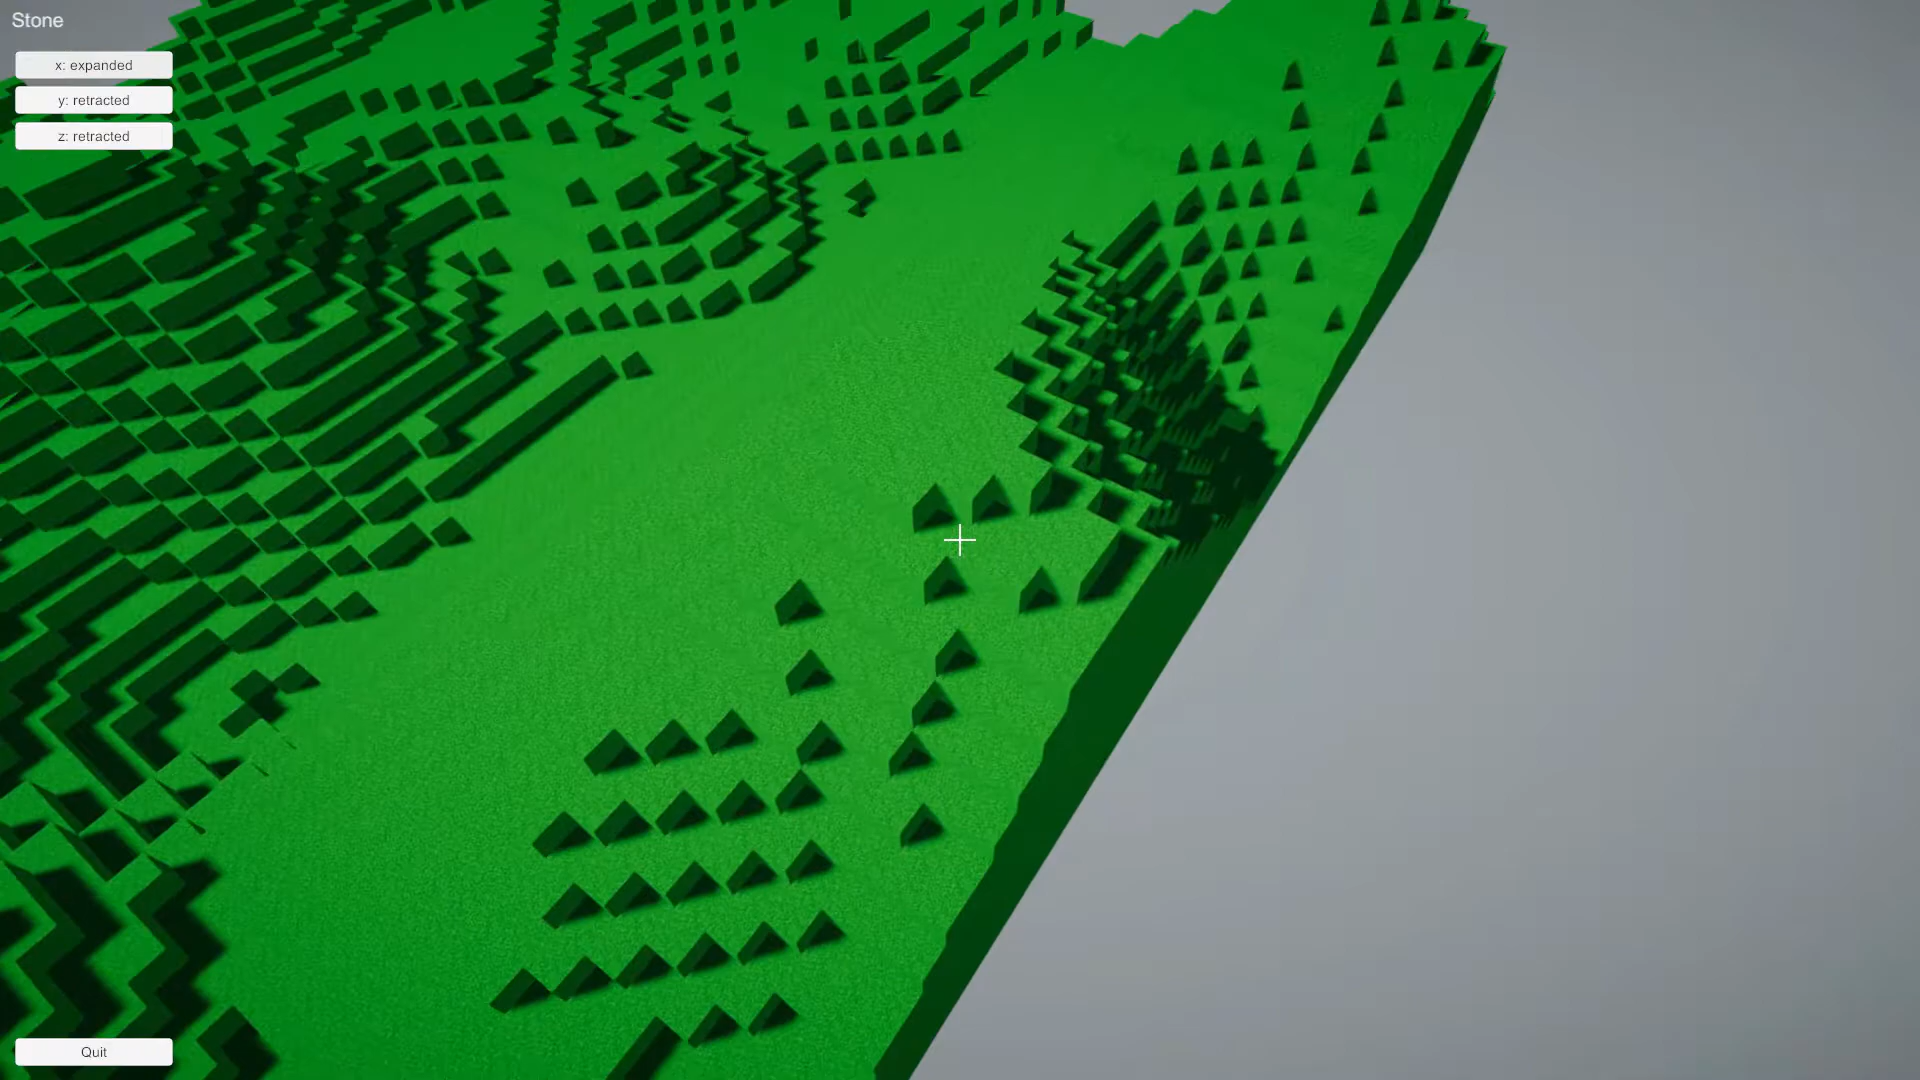 Stone
x: expanded
y: retracted
z: retracted
Quit